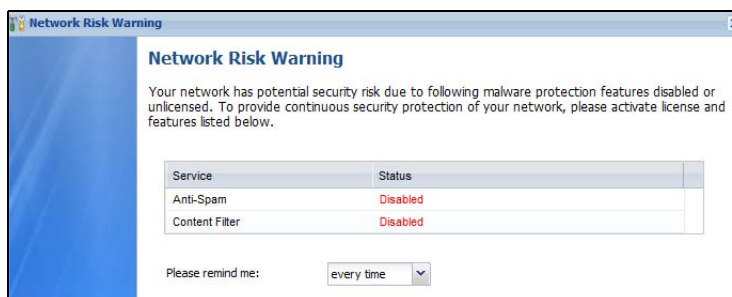 Network Risk Warning
Network Risk Warning
Your network has potential security risk due to following malware protection features disabled or
unlicensed. To provide continuous security protection of your network, please activate license and
features listed below.
Service Status
Anti-Spam Disabled
Content Filter Disabled
Please remind me: every time